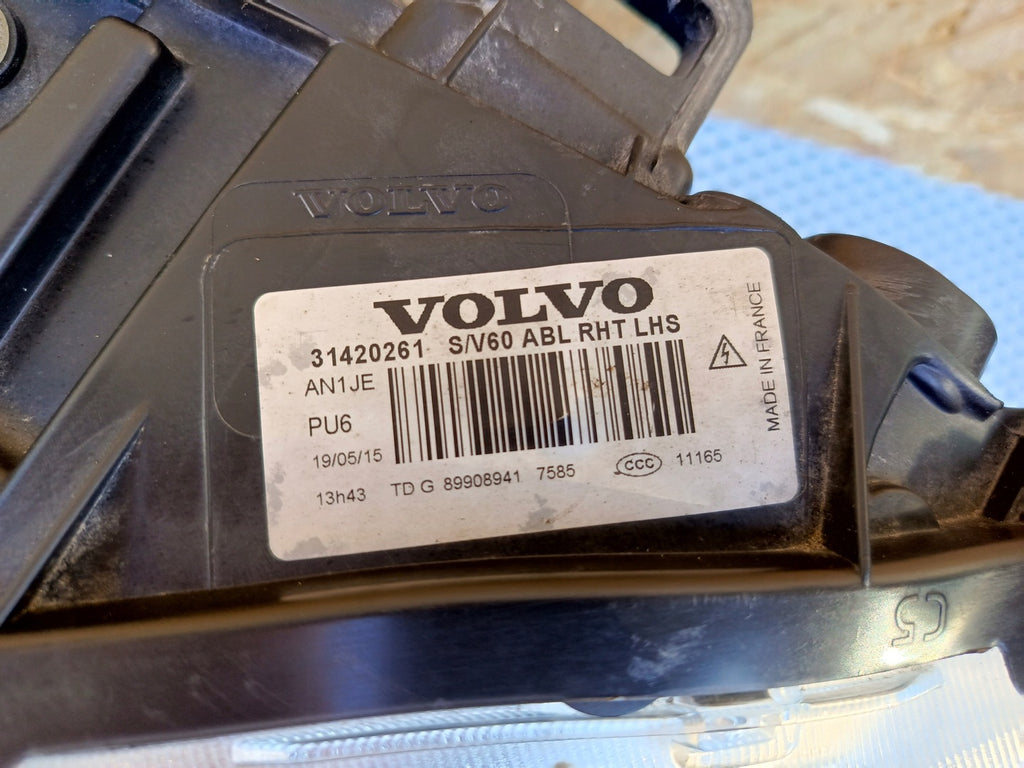 VOLVO
VOLVO
31420261 S/V60 ABL RHT LHS
AN1JE
PU6
19/05/15
13h43 TD G 89908941 7585 CCC 11165
MADE IN FRANCE